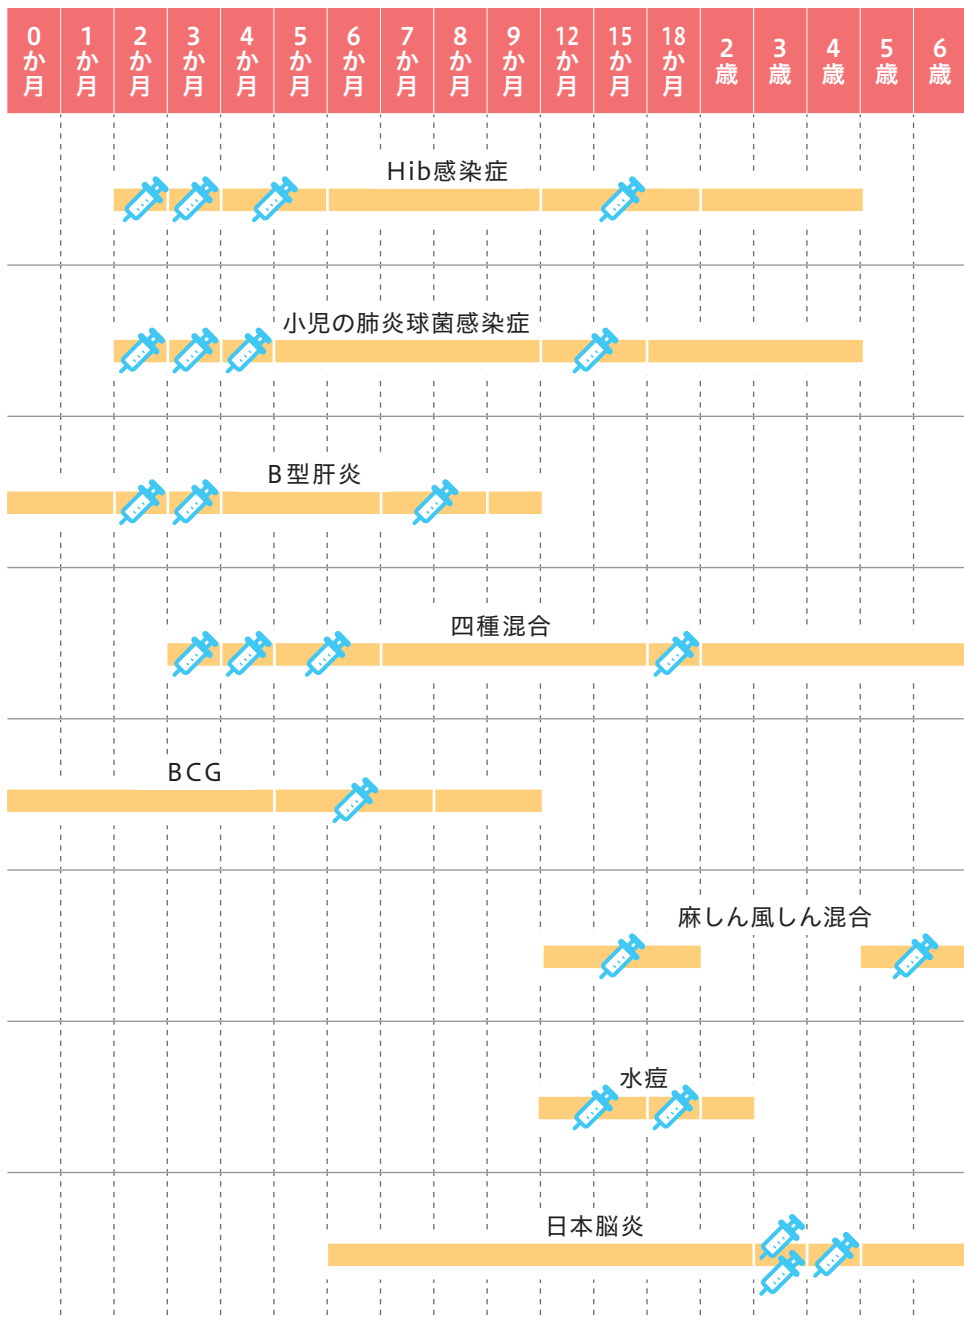 0か月 1か月 2か月 3か月 4か月 5か月 6か月 7か月 8か月 9か月 12か月 15か月 18か月 2歳 3歳 4歳 5歳 6歳
Hib感染症
小児の肺炎球菌感染症
B型肝炎
四種混合
BCG
麻しん風しん混合
水痘
日本脳炎